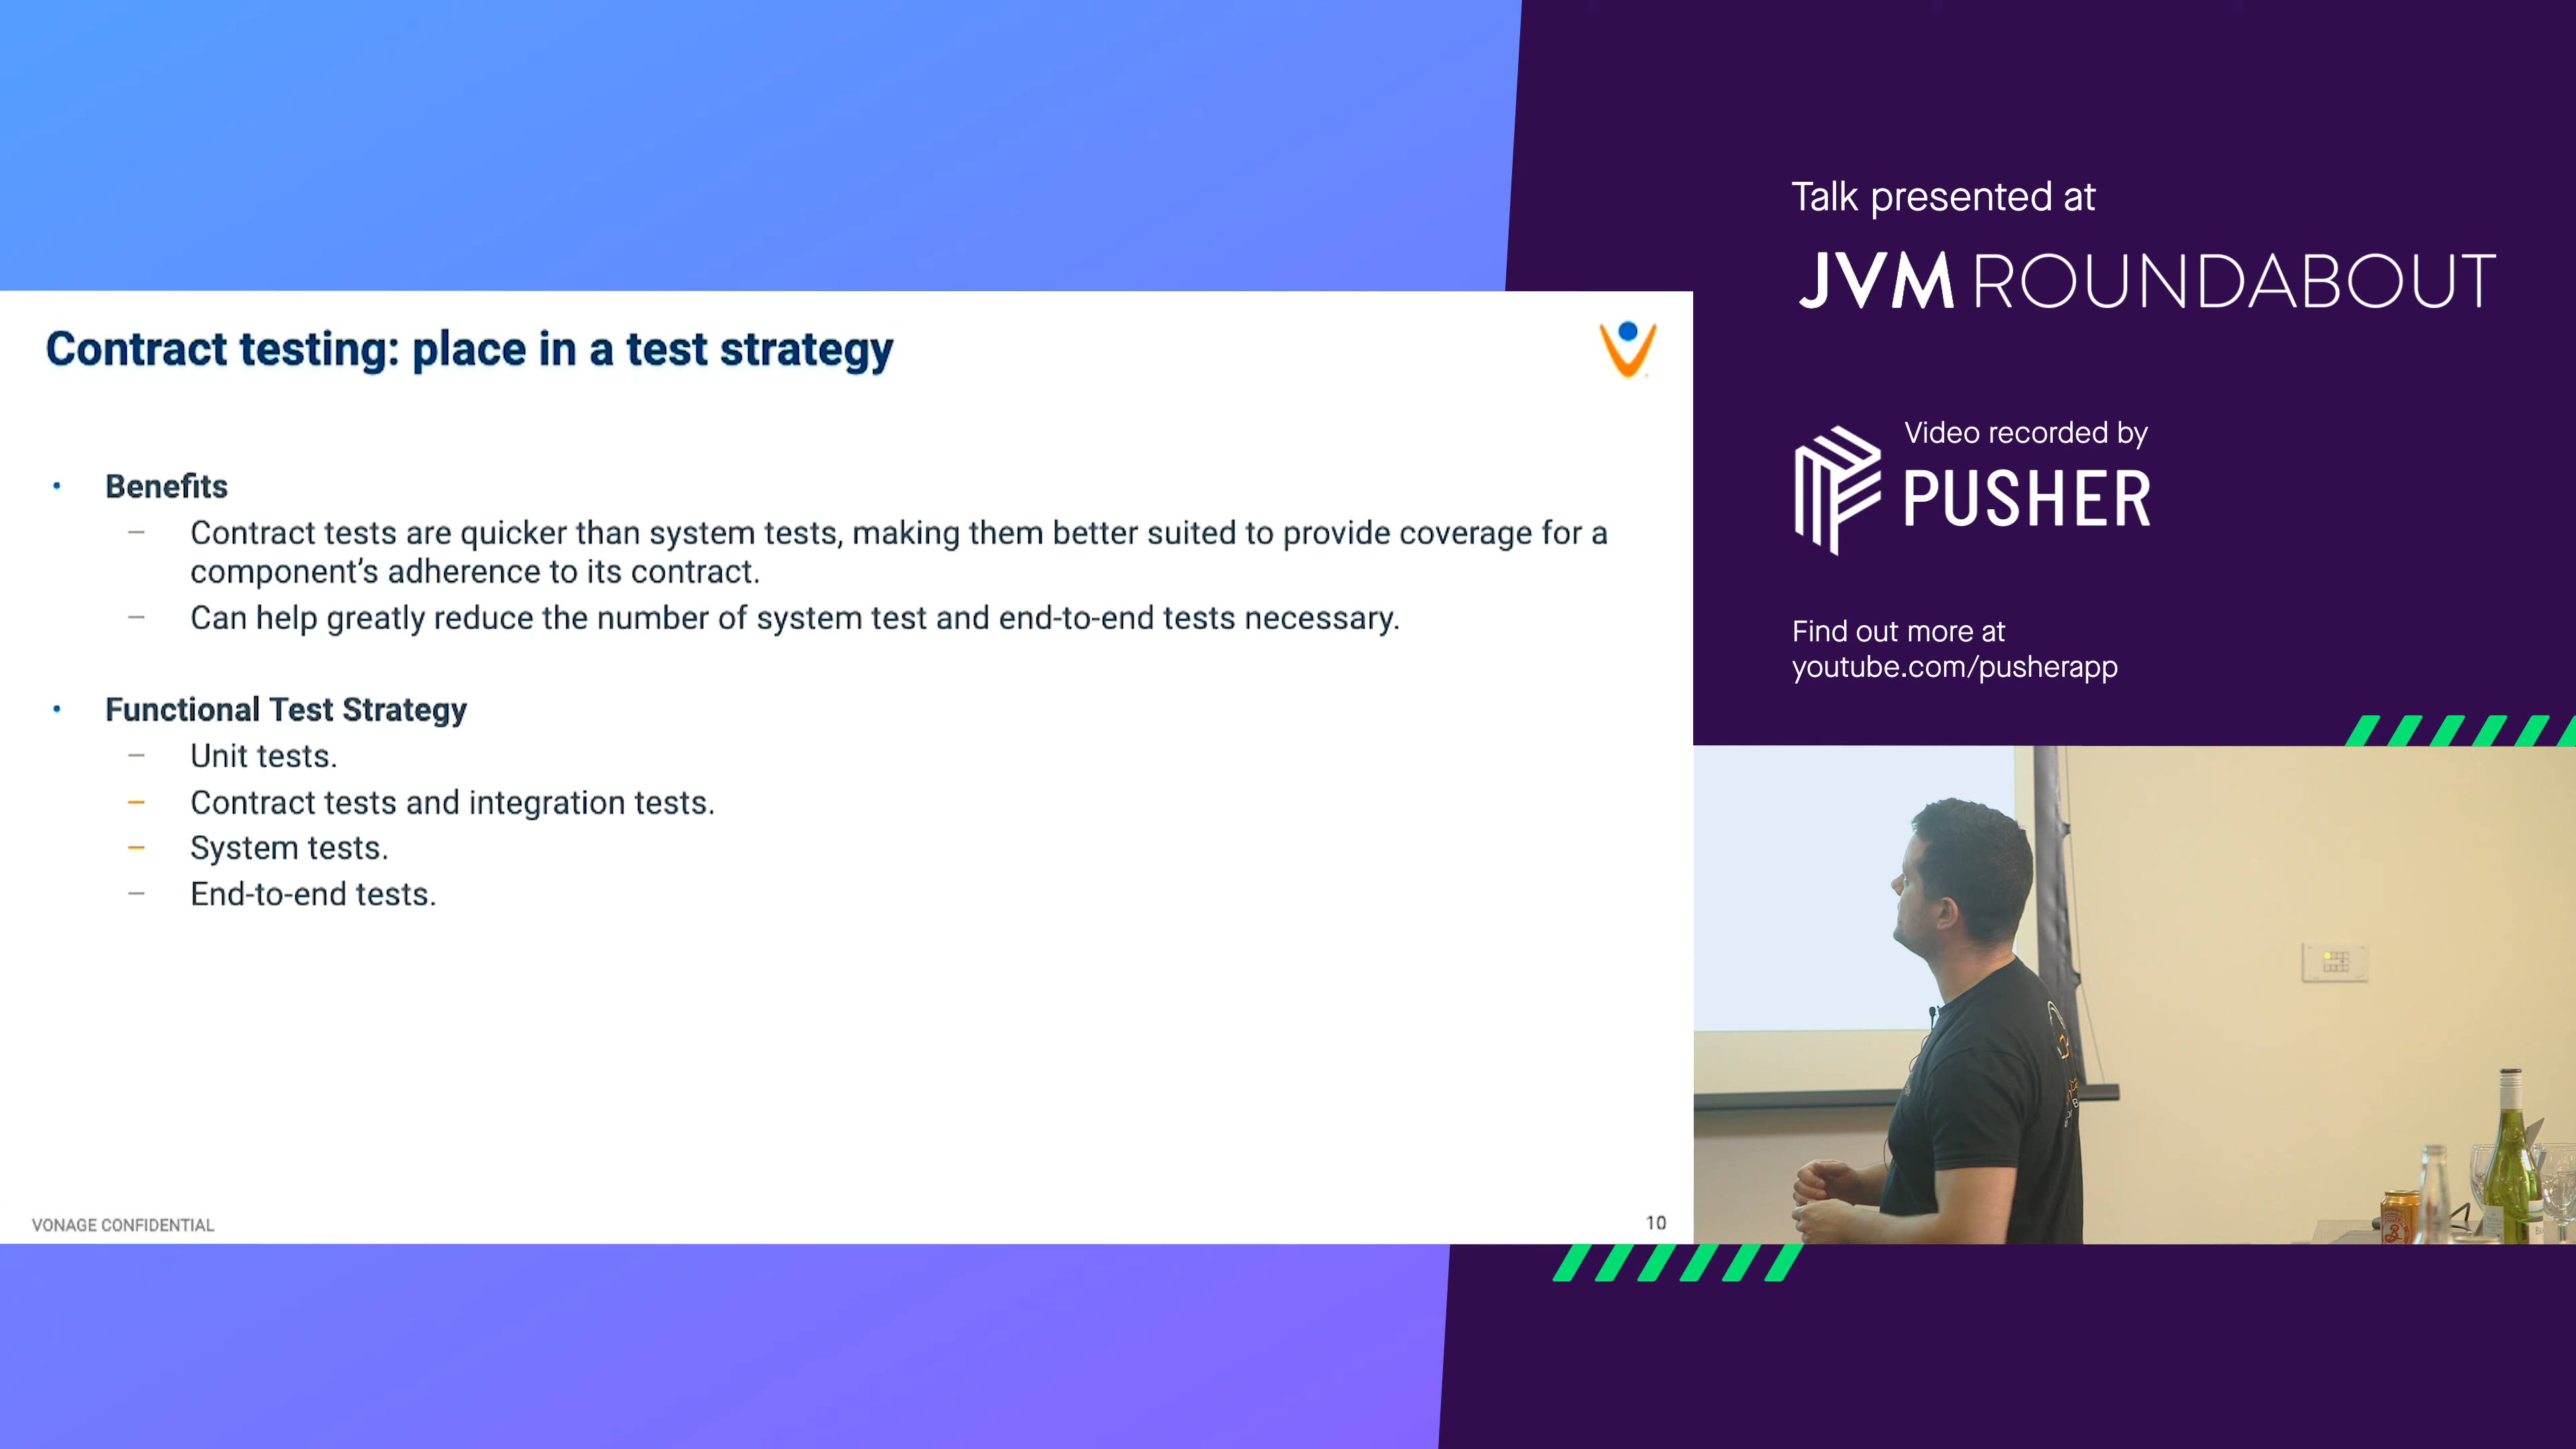 Contract testing: place in a test strategy
• Benefits
– Contract tests are quicker than system tests, making them better suited to provide coverage for a
component’s adherence to its contract.
– Can help greatly reduce the number of system test and end-to-end tests necessary.
• Functional Test Strategy
– Unit tests.
– Contract tests and integration tests.
– System tests.
– End-to-end tests.
VONAGE CONFIDENTIAL
10
Talk presented at
JVM ROUNDABOUT
Video recorded by
PUSHER
Find out more at
youtube.com/pusherapp